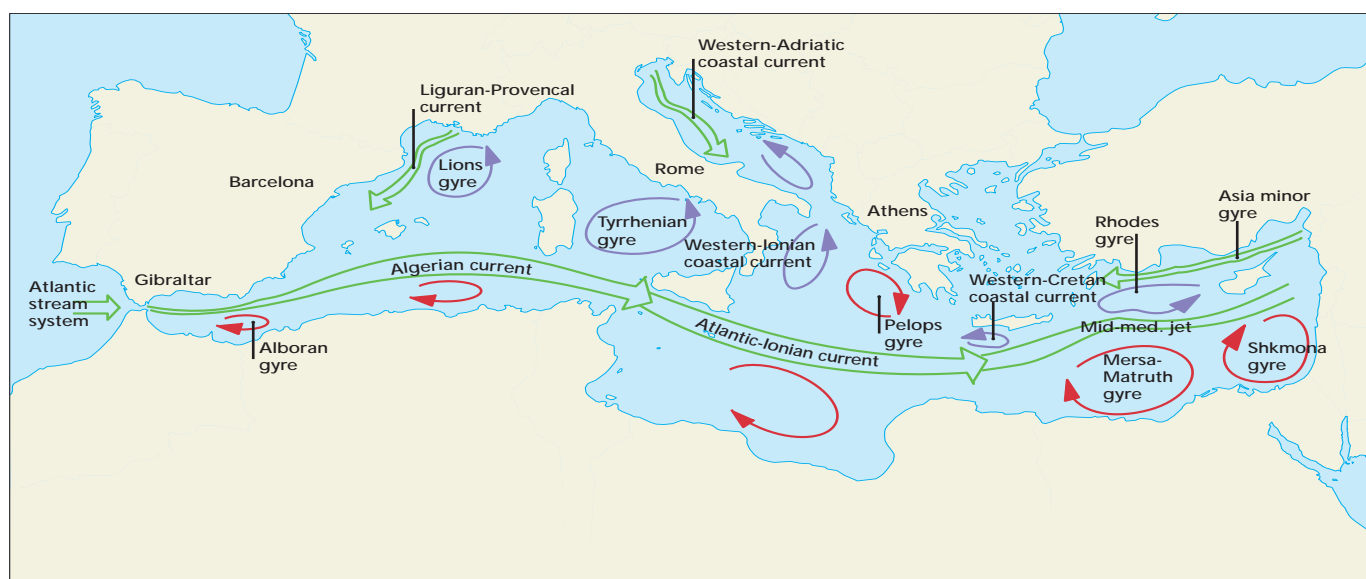 Western-Adriatic
coastal current
Liguran-Provencal
current
Lions
gyre
Barcelona
Rome
Tyrrhenian
gyre
Western-Ionian
coastal current
Athens
Rhodes
gyre
Asia minor
gyre
Gibraltar
Atlantic
stream
system
Algerian current
Alboran
gyre
Western-Cretan
coastal current
Pelops
gyre
Atlantic-Ionian current
Mid-med. jet
Mersa-
Matruth
gyre
Shkmona
gyre